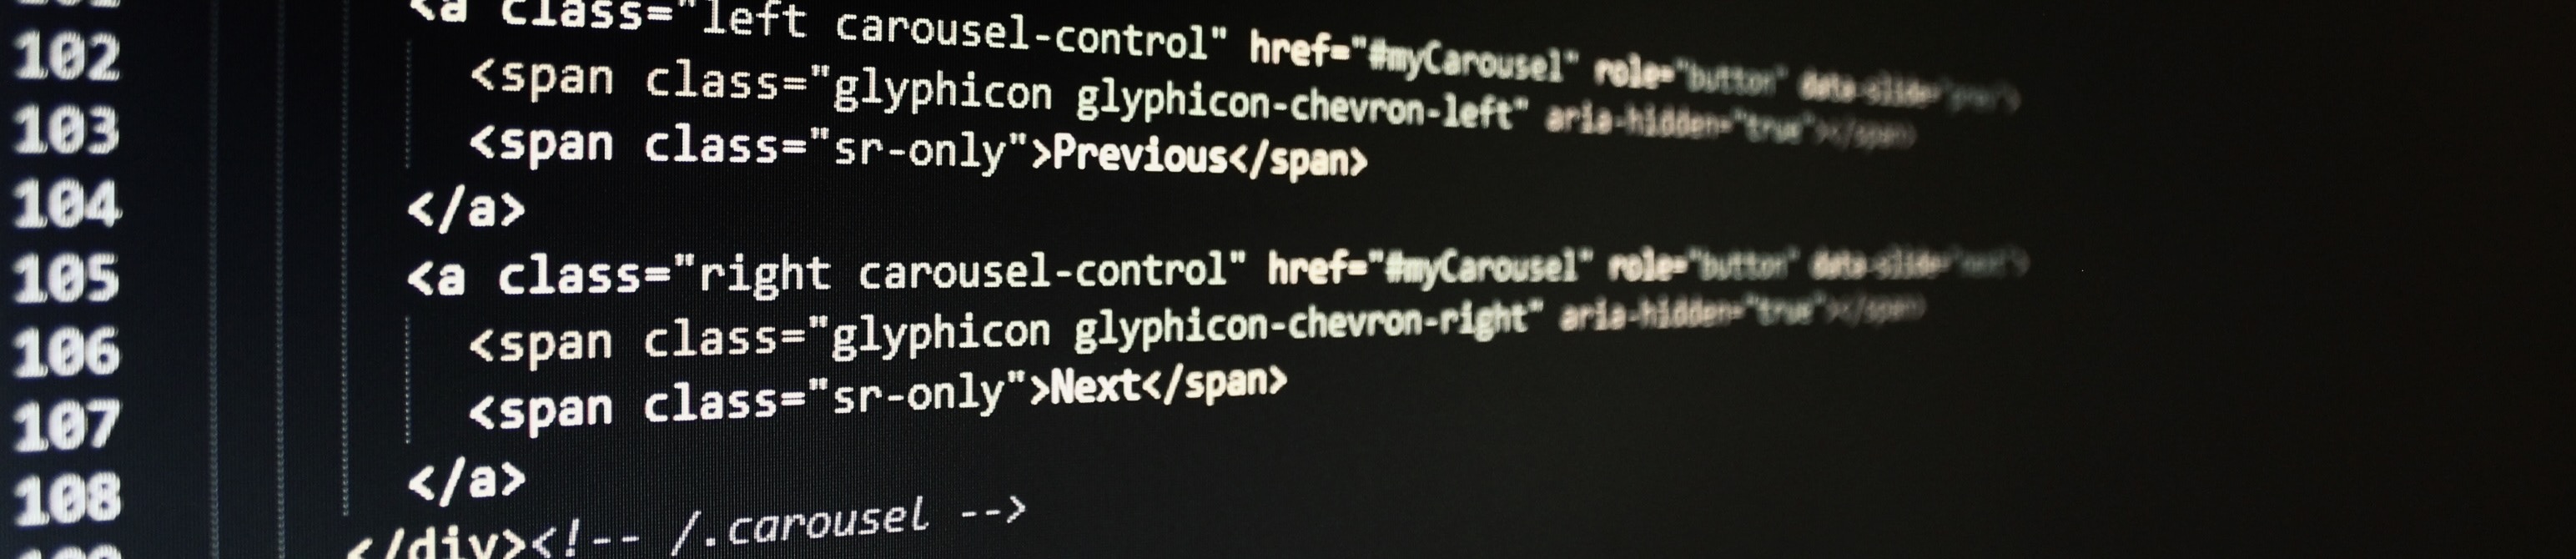 <a class="left carousel-control" href="#myCarousel" role="button" data-slide="prev">
102 <span class="glyphicon glyphicon-chevron-left" aria-hidden="true"></span>
103 <span class="sr-only">Previous</span>
104 </a>
105 <a class="right carousel-control" href="#myCarousel" role="button" data-slide="next">
106 <span class="glyphicon glyphicon-chevron-right" aria-hidden="true"></span>
107 <span class="sr-only">Next</span>
108 </a>
</div><!-- /.carousel -->